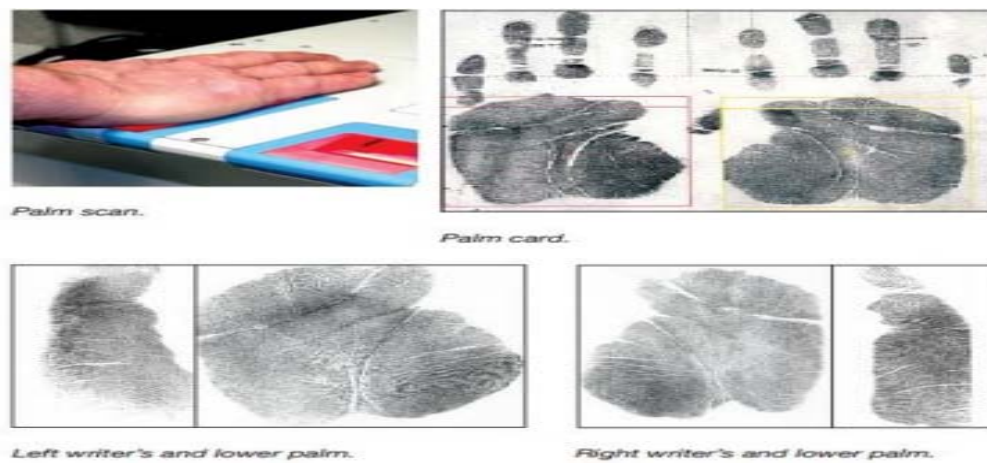 Palm scan.
Palm card.
Left writer's and lower palm.
Right writer's and lower palm.